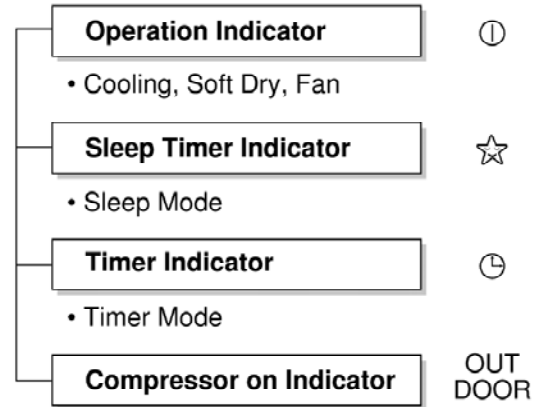 Operation Indicator
• Cooling, Soft Dry, Fan
Sleep Timer Indicator
• Sleep Mode
Timer Indicator
• Timer Mode
Compressor on Indicator
OUT
DOOR